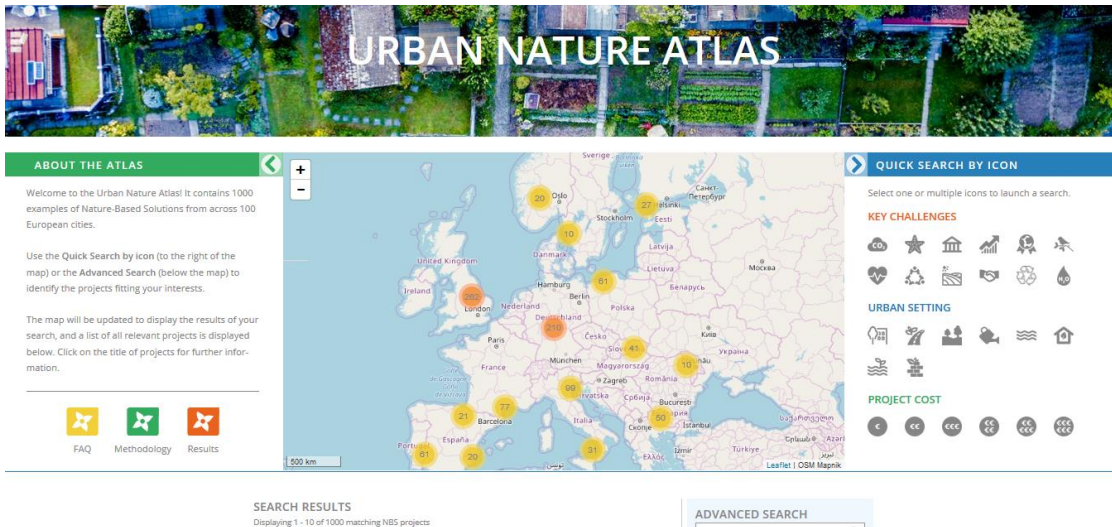 URBAN NATURE ATLAS
ABOUT THE ATLAS
Welcome to the Urban Nature Atlas! It contains 1000
examples of Nature-Based Solutions from across 100
European cities.
Use the Quick Search by icon (to the right of the
map) or the Advanced Search (below the map) to
identify the projects fitting your interests.
The map will be updated to display the results of your
search, and a list of all relevant projects is displayed
below. Click on the title of projects for further infor-
mation.
FAQ
Methodology
Results
+
−
Sverige
20
Oslo
27
Helsinki
Санкт-
Петербург
Stockholm
Eesti
10
Latvija
Danmark
Lietuva
Москва
United Kingdom
Ireland
262
London
Hamburg
61
Беларусь
Berlin
Nederland
Polska
Deutschland
210
Paris
Česko
Київ
41
Україна
München
Magyarország
10
France
99
Zagreb
România
Hrvatska
Србија
București
77
21
Barcelona
Italia
50
Скопје
İstanbul
España
Portugal
61
20
31
Ελλάς
İzmir
Türkiye
تونس
500 km
Leaflet | OSM Mapnik
QUICK SEARCH BY ICON
Select one or multiple icons to launch a search.
KEY CHALLENGES
CO₂
H₂O
URBAN SETTING
PROJECT COST
€ €€ €€€ €€€€ €€€€€ €€€€€€
SEARCH RESULTS
Displaying 1 - 10 of 1000 matching NBS projects
ADVANCED SEARCH